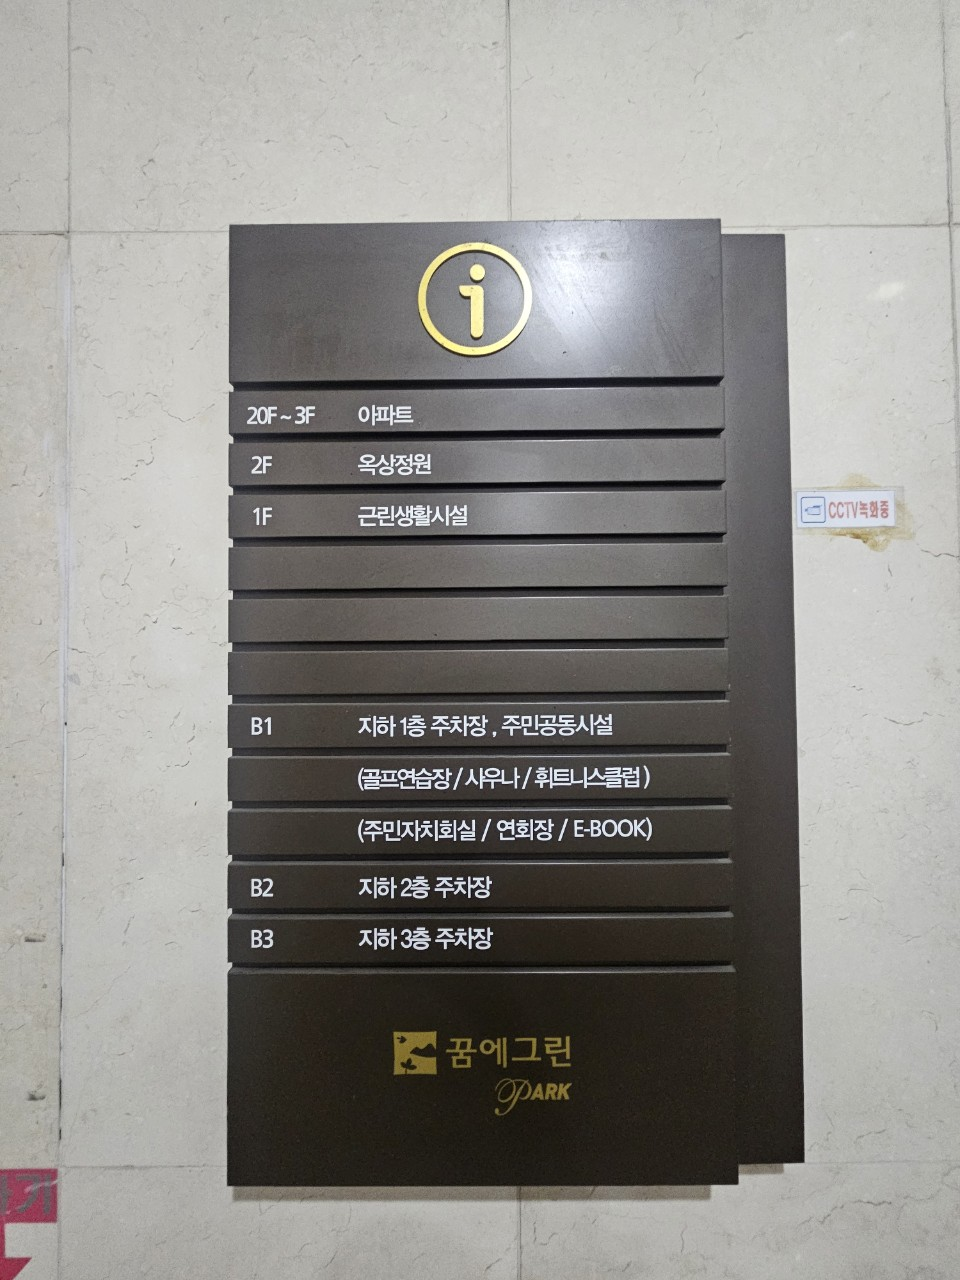 i
20F ~ 3F 아파트
2F 옥상정원
1F 근린생활시설
CCTV녹화중
B1 지하 1층 주차장 , 주민공동시설
(골프연습장 / 사우나 / 휘트니스클럽 )
(주민자치회실 / 연회장 / E-BOOK)
B2 지하 2층 주차장
B3 지하 3층 주차장
꿈에그린
PARK